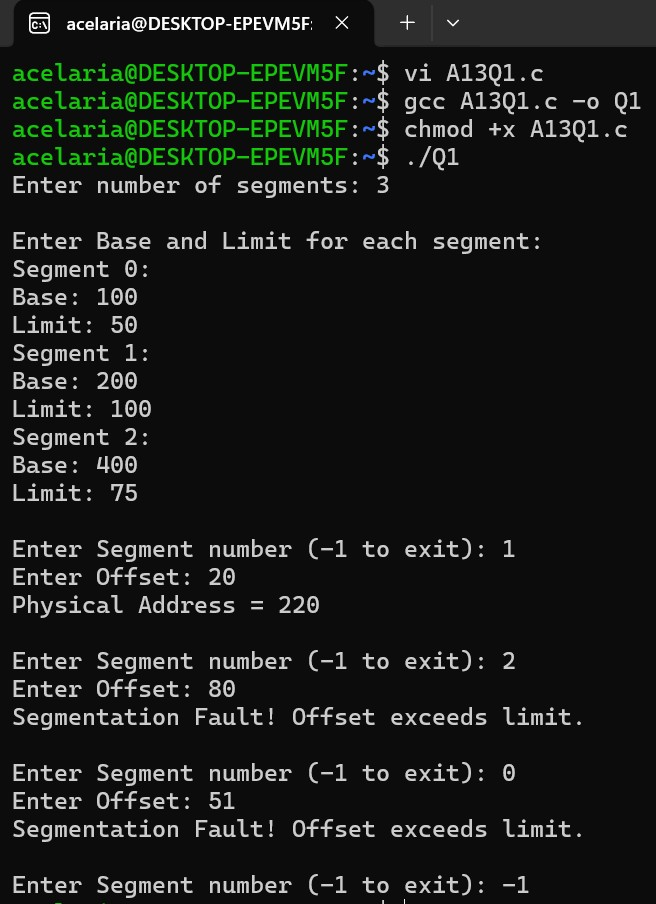 acelaria@DESKTOP-EPEVM5F:
acelaria@DESKTOP-EPEVM5F:~$ vi A13Q1.c
acelaria@DESKTOP-EPEVM5F:~$ gcc A13Q1.c -o Q1
acelaria@DESKTOP-EPEVM5F:~$ chmod +x A13Q1.c
acelaria@DESKTOP-EPEVM5F:~$ ./Q1
Enter number of segments: 3
Enter Base and Limit for each segment:
Segment 0:
Base: 100
Limit: 50
Segment 1:
Base: 200
Limit: 100
Segment 2:
Base: 400
Limit: 75
Enter Segment number (-1 to exit): 1
Enter Offset: 20
Physical Address = 220
Enter Segment number (-1 to exit): 2
Enter Offset: 80
Segmentation Fault! Offset exceeds limit.
Enter Segment number (-1 to exit): 0
Enter Offset: 51
Segmentation Fault! Offset exceeds limit.
Enter Segment number (-1 to exit): -1